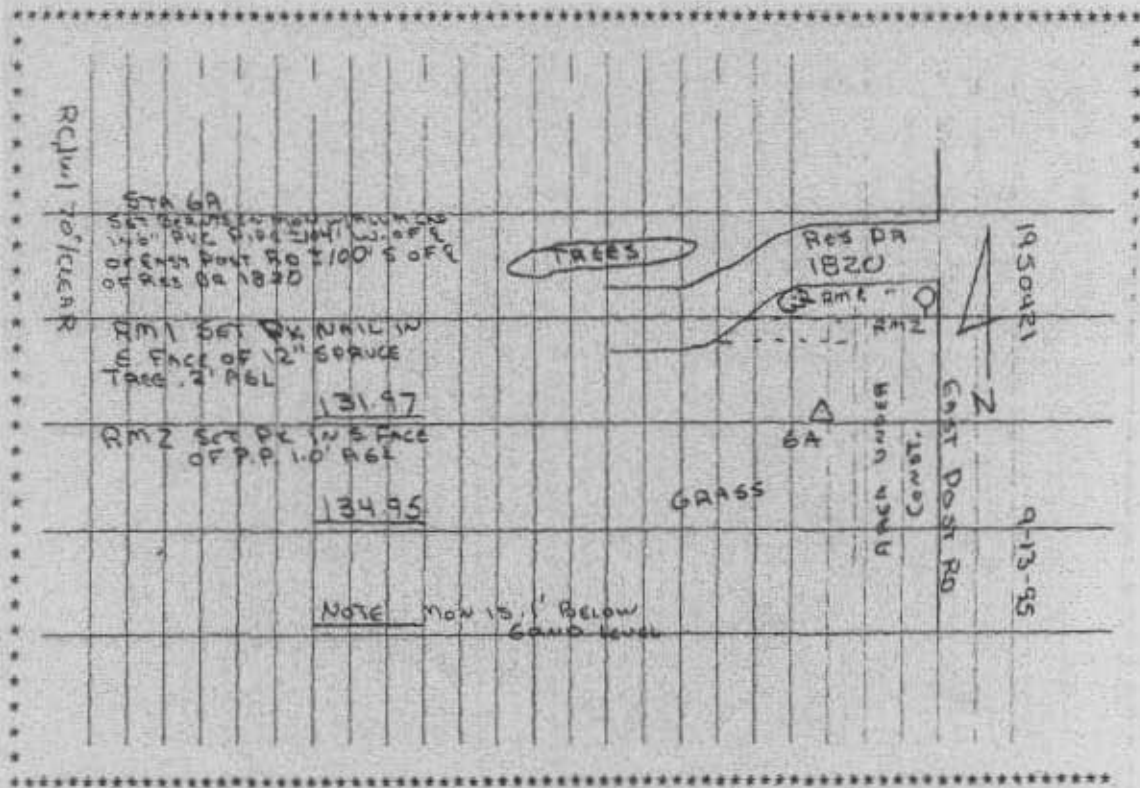 STA 6A
OF EAST POST RD ±100' S OF ℄
OF RES DR 1820
RM1 SET PK NAIL IN
E FACE OF 12" SPRUCE
TREE .2' AGL
131.97
RM2 SET PK IN S FACE
OF P.P. 1.0' AGL
134.95
NOTE MON IS .1' BELOW
GRND LEVEL
TREES
RES DR
1820
RM1
RM2
6A
GRASS
AREA UNDER
CONST.
EAST POST RD
N
1950421
9-13-95
70°/CLEAR